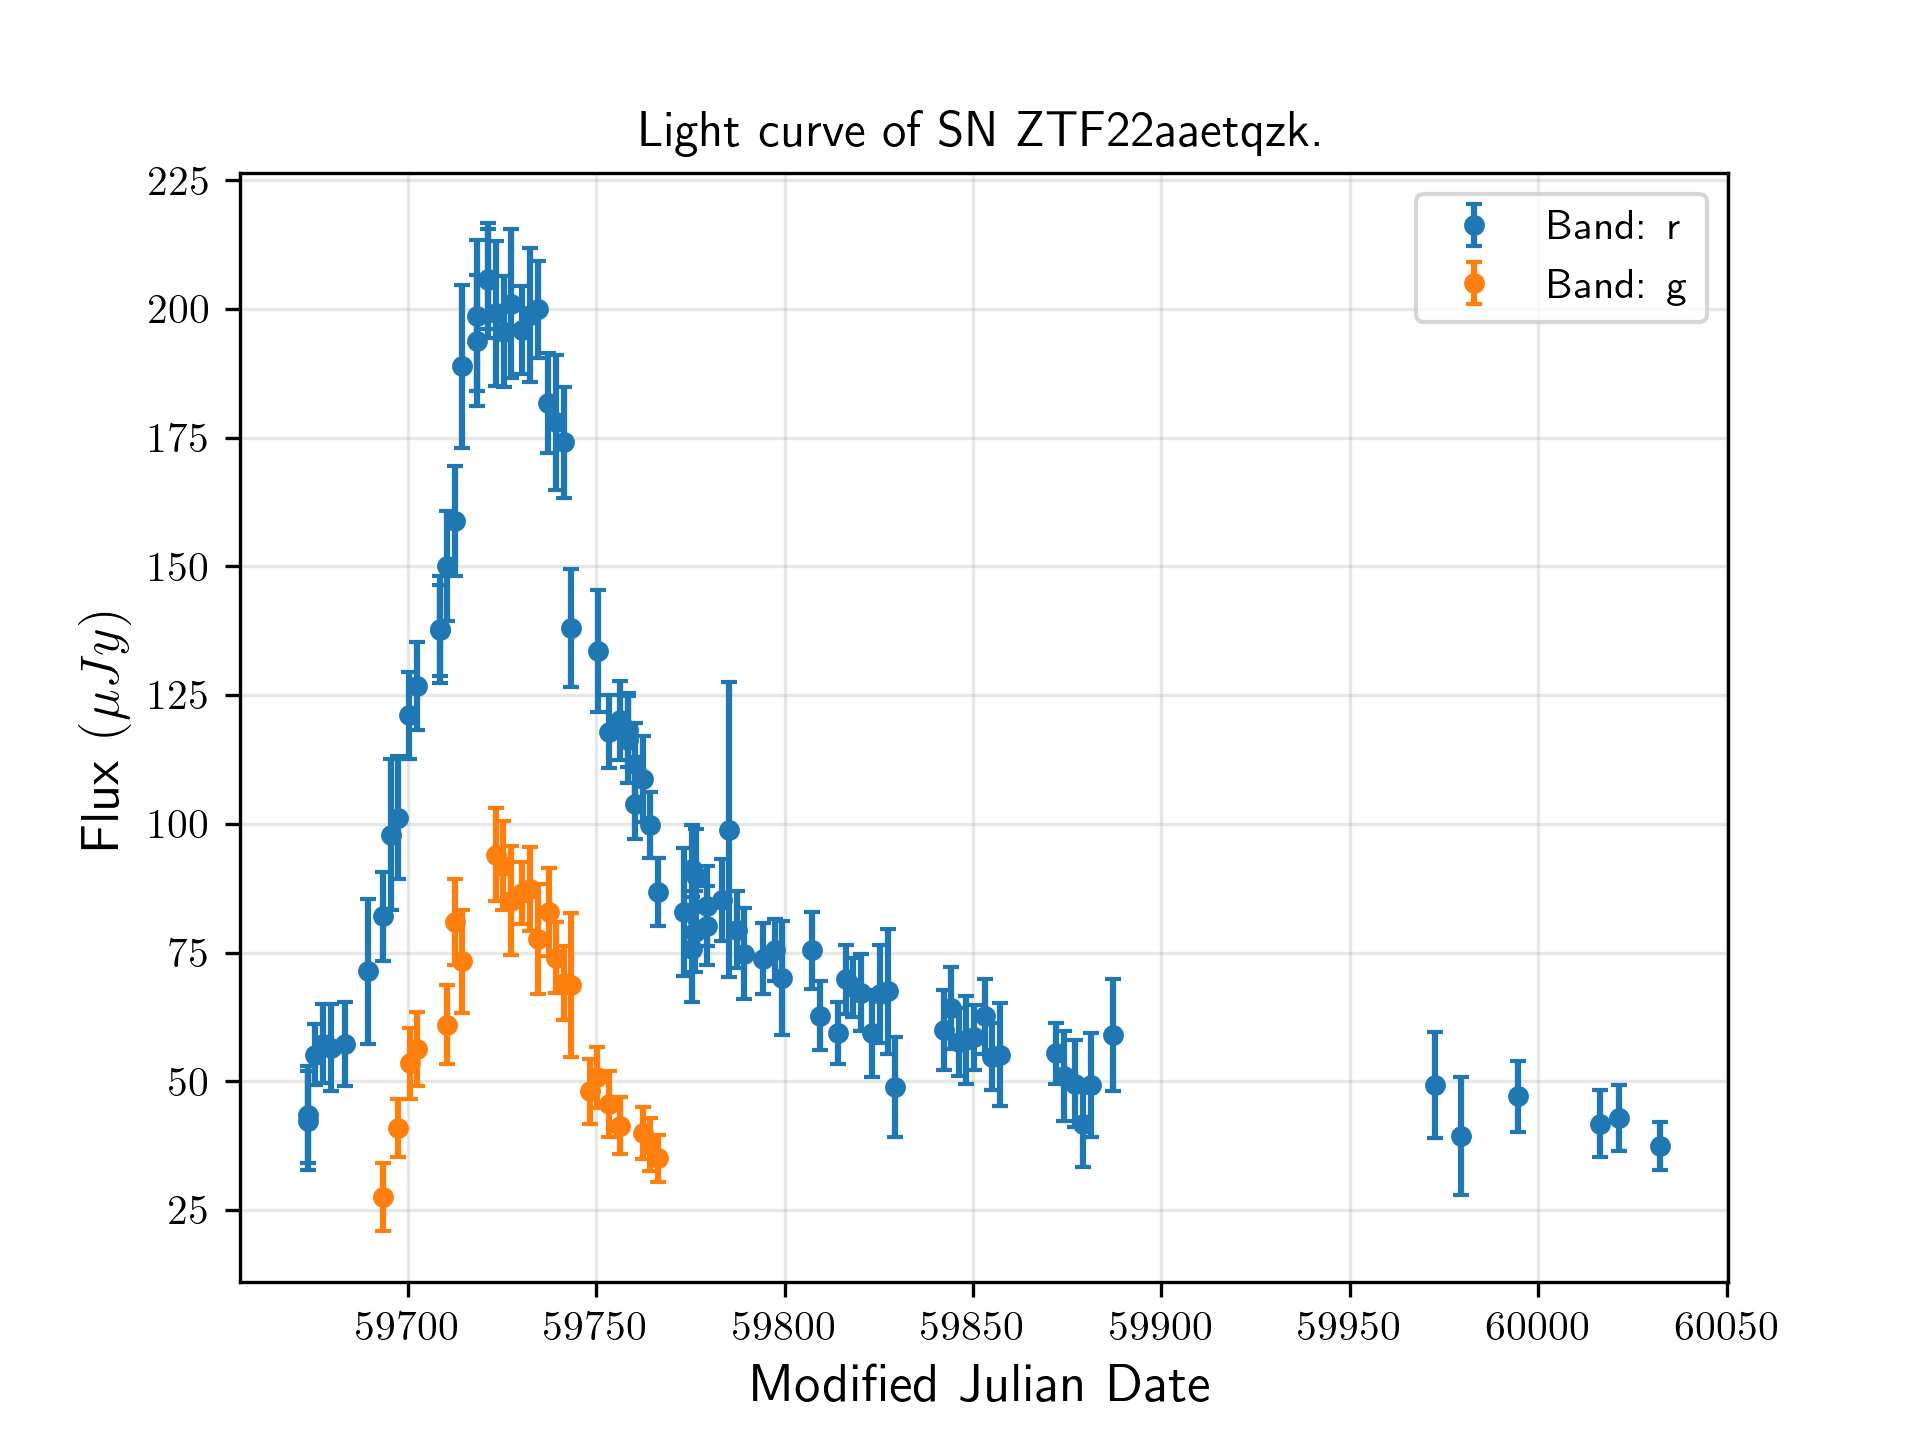 Light curve of SN ZTF22aaetqzk.
225
200
175
150
125
100
75
50
25
Flux (μJy)
Band: r
Band: g
59700 59750 59800 59850 59900 59950 60000 60050
Modified Julian Date